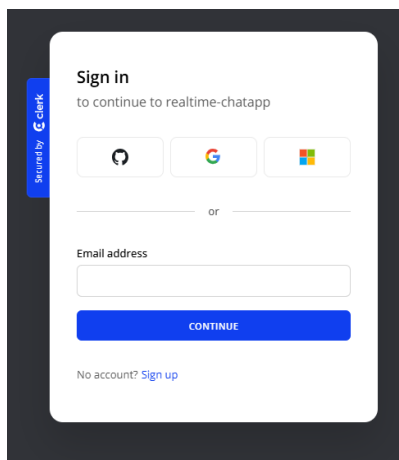 Sign in
to continue to realtime-chatapp
Secured by clerk
or
Email address
CONTINUE
No account? Sign up